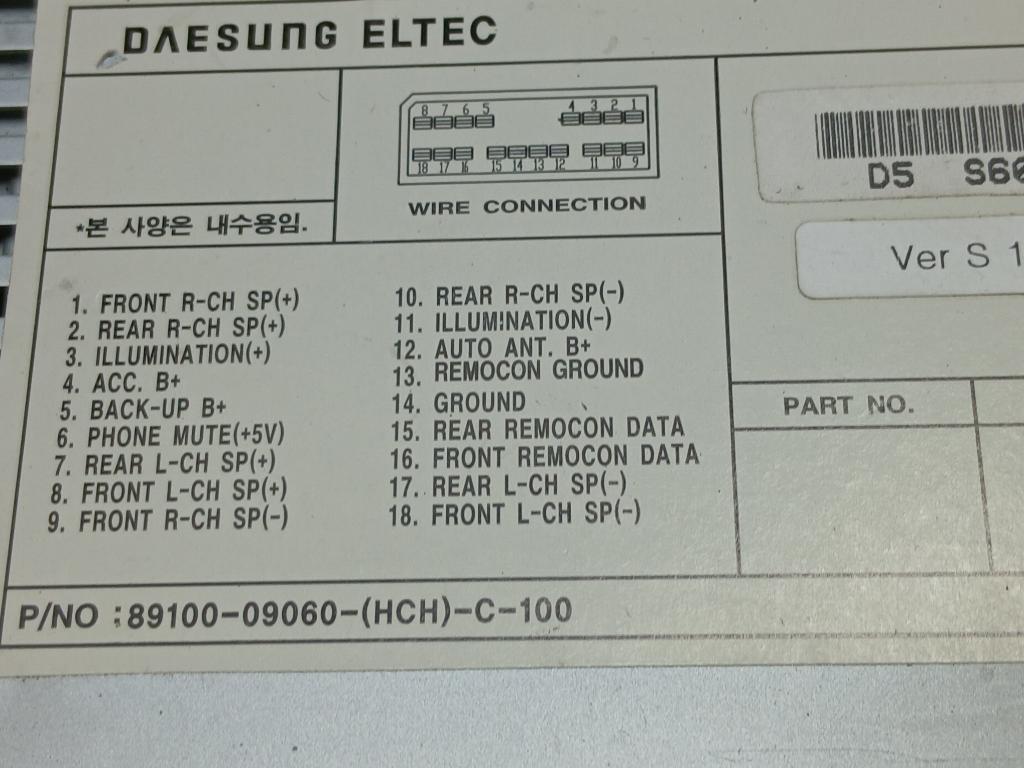 DAESUNG ELTEC
8 7 6 5 4 3 2 1
18 17 16 15 14 13 12 11 10 9
WIRE CONNECTION
*본 사양은 내수용임.
D5 S60
Ver S 1
1. FRONT R-CH SP(+)
2. REAR R-CH SP(+)
3. ILLUMINATION(+)
4. ACC. B+
5. BACK-UP B+
6. PHONE MUTE(+5V)
7. REAR L-CH SP(+)
8. FRONT L-CH SP(+)
9. FRONT R-CH SP(-)
10. REAR R-CH SP(-)
11. ILLUMINATION(-)
12. AUTO ANT. B+
13. REMOCON GROUND
14. GROUND
15. REAR REMOCON DATA
16. FRONT REMOCON DATA
17. REAR L-CH SP(-)
18. FRONT L-CH SP(-)
PART NO.
P/NO : 89100-09060-(HCH)-C-100